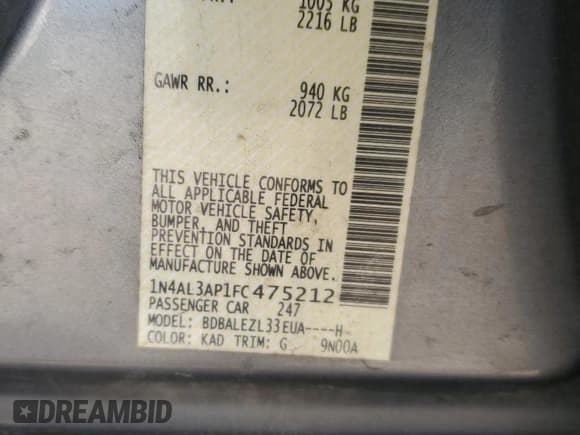 1005 KG
2216 LB
GAWR RR.: 940 KG
2072 LB
THIS VEHICLE CONFORMS TO
ALL APPLICABLE FEDERAL
MOTOR VEHICLE SAFETY,
BUMPER, AND THEFT
PREVENTION STANDARDS IN
EFFECT ON THE DATE OF
MANUFACTURE SHOWN ABOVE.
1N4AL3AP1FC475212
PASSENGER CAR 247
MODEL: BDBALEZL33EUA----H-
COLOR: KAD TRIM: G 9N00A
DREAMBID